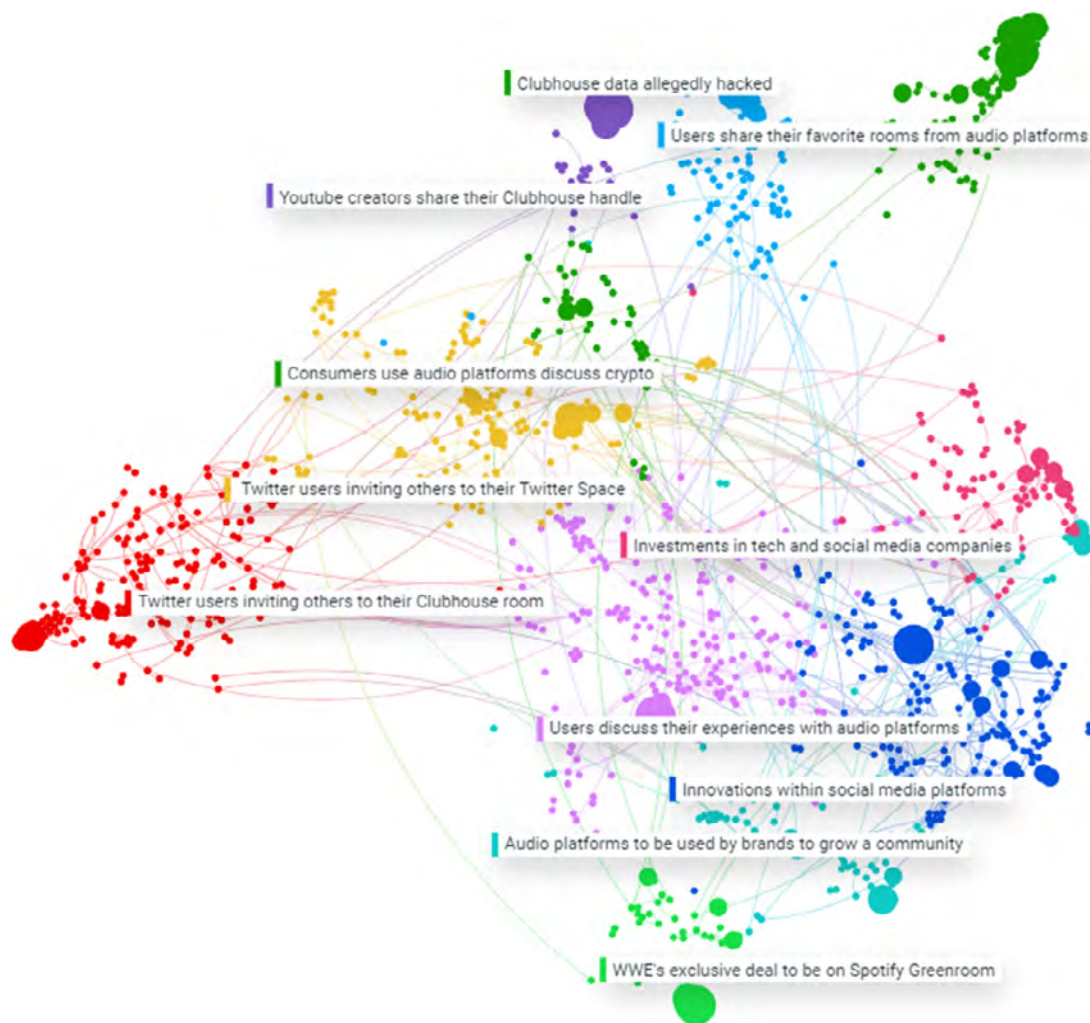 Clubhouse data allegedly hacked
Users share their favorite rooms from audio platforms
Youtube creators share their Clubhouse handle
Consumers use audio platforms discuss crypto
Twitter users inviting others to their Twitter Space
Investments in tech and social media companies
Twitter users inviting others to their Clubhouse room
Users discuss their experiences with audio platforms
Innovations within social media platforms
Audio platforms to be used by brands to grow a community
WWE's exclusive deal to be on Spotify Greenroom